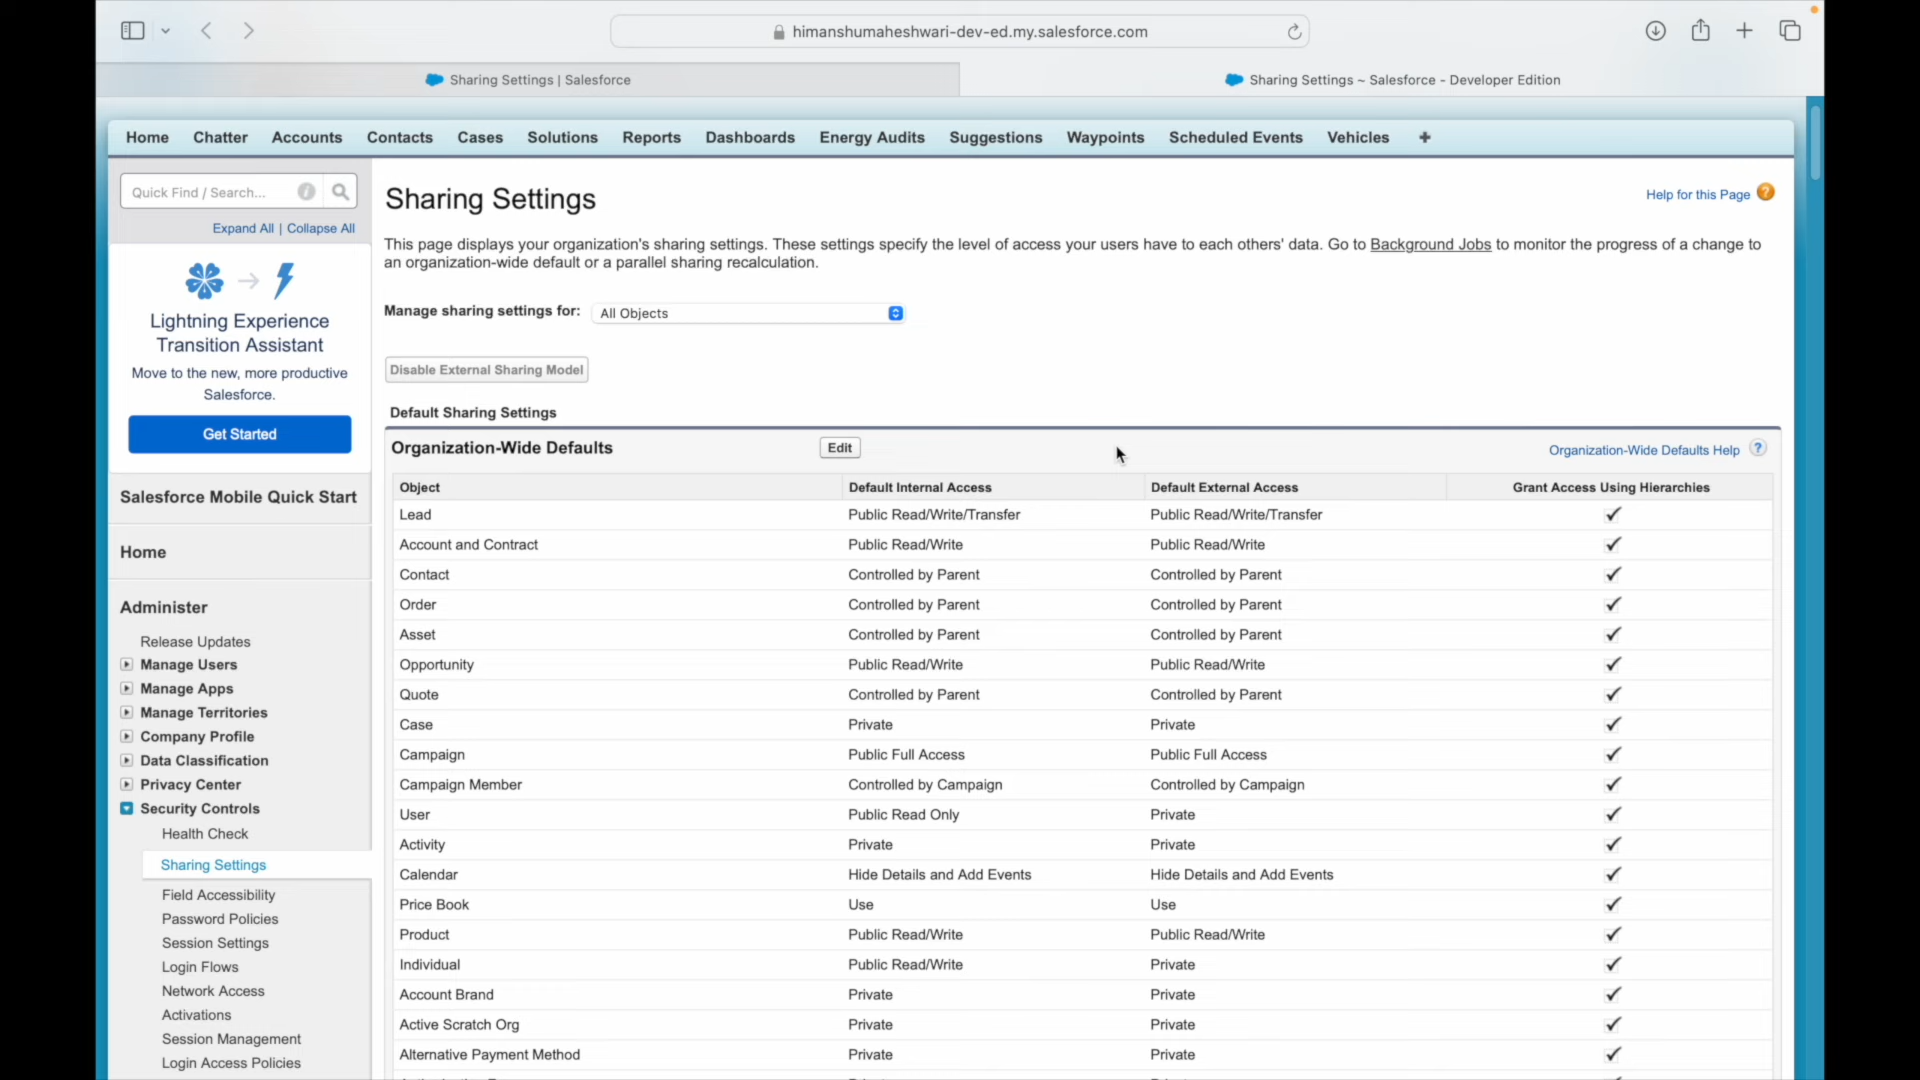 himanshumaheshwari-dev-ed.my.salesforce.com
Sharing Settings | Salesforce
Sharing Settings ~ Salesforce - Developer Edition
Home Chatter Accounts Contacts Cases Solutions Reports Dashboards Energy Audits Suggestions Waypoints Scheduled Events Vehicles +
Quick Find / Search...
Expand All | Collapse All
Lightning Experience
Transition Assistant
Move to the new, more productive
Salesforce.
Get Started
Salesforce Mobile Quick Start
Home
Administer
Release Updates
Manage Users
Manage Apps
Manage Territories
Company Profile
Data Classification
Privacy Center
Security Controls
Health Check
Sharing Settings
Field Accessibility
Password Policies
Session Settings
Login Flows
Network Access
Activations
Session Management
Login Access Policies
Sharing Settings
Help for this Page ?
This page displays your organization's sharing settings. These settings specify the level of access your users have to each others' data. Go to Background Jobs to monitor the progress of a change to
an organization-wide default or a parallel sharing recalculation.
Manage sharing settings for: All Objects
Disable External Sharing Model
Default Sharing Settings
Organization-Wide Defaults Edit Organization-Wide Defaults Help ?
Object Default Internal Access Default External Access Grant Access Using Hierarchies
Lead Public Read/Write/Transfer Public Read/Write/Transfer ✓
Account and Contract Public Read/Write Public Read/Write ✓
Contact Controlled by Parent Controlled by Parent ✓
Order Controlled by Parent Controlled by Parent ✓
Asset Controlled by Parent Controlled by Parent ✓
Opportunity Public Read/Write Public Read/Write ✓
Quote Controlled by Parent Controlled by Parent ✓
Case Private Private ✓
Campaign Public Full Access Public Full Access ✓
Campaign Member Controlled by Campaign Controlled by Campaign ✓
User Public Read Only Private ✓
Activity Private Private ✓
Calendar Hide Details and Add Events Hide Details and Add Events ✓
Price Book Use Use ✓
Product Public Read/Write Public Read/Write ✓
Individual Public Read/Write Private ✓
Account Brand Private Private ✓
Active Scratch Org Private Private ✓
Alternative Payment Method Private Private ✓